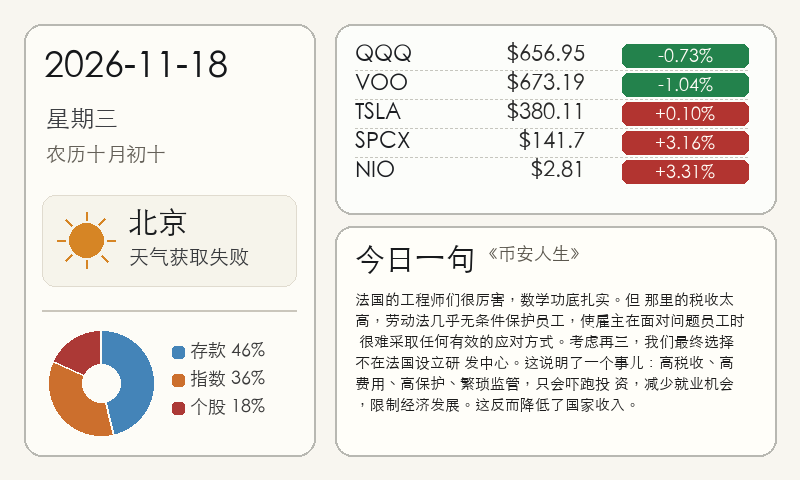 2026-11-18
星期三
农历十月初十
北京
天气获取失败
存款 46%
指数 36%
个股 18%
QQQ $656.95 -0.73%
VOO $673.19 -1.04%
TSLA $380.11 +0.10%
SPCX $141.7 +3.16%
NIO $2.81 +3.31%
今日一句 《币安人生》
法国的工程师们很厉害，数学功底扎实。但 那里的税收太
高，劳动法几乎无条件保护员工，使雇主在面对问题员工时
很难采取任何有效的应对方式。考虑再三，我们最终选择
不在法国设立研 发中心。这说明了一个事儿：高税收、高
费用、高保护、繁琐监管，只会吓跑投 资，减少就业机会
，限制经济发展。这反而降低了国家收入。